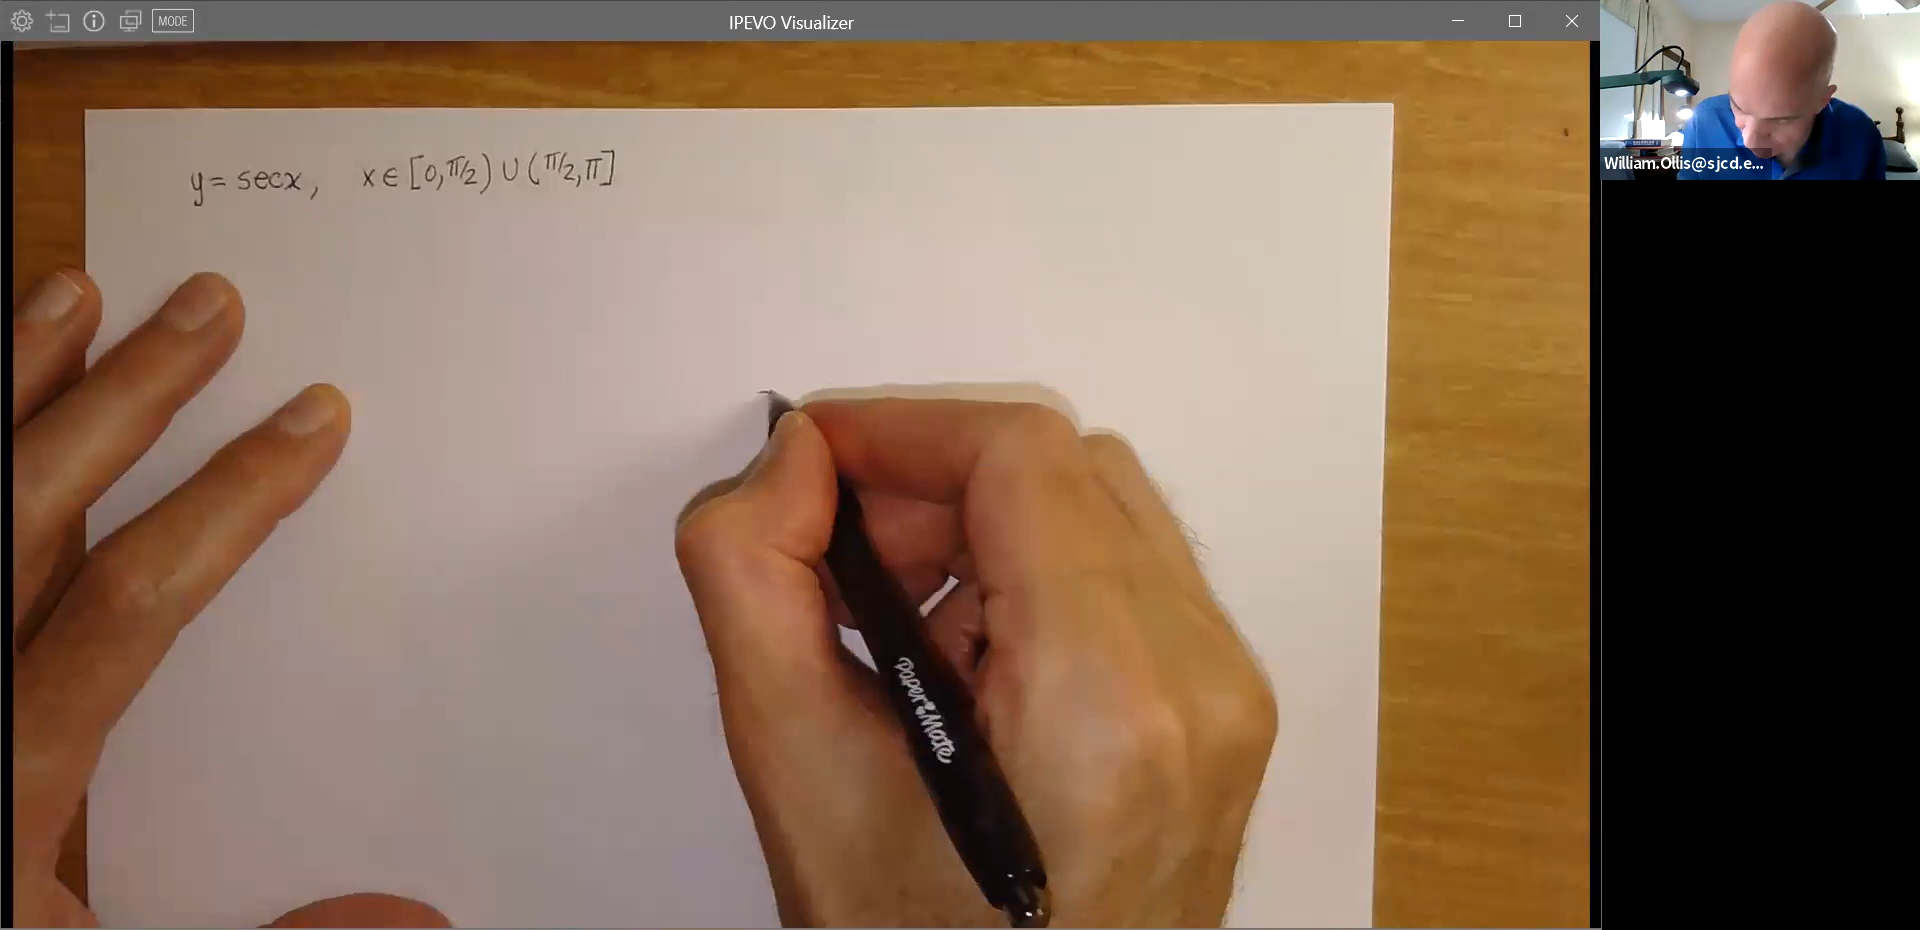 MODE
IPEVO Visualizer
William.Ollis@sjcd.e...
y = secx, x ∈ [0, π/2) ∪ (π/2, π]
Paper:Mate